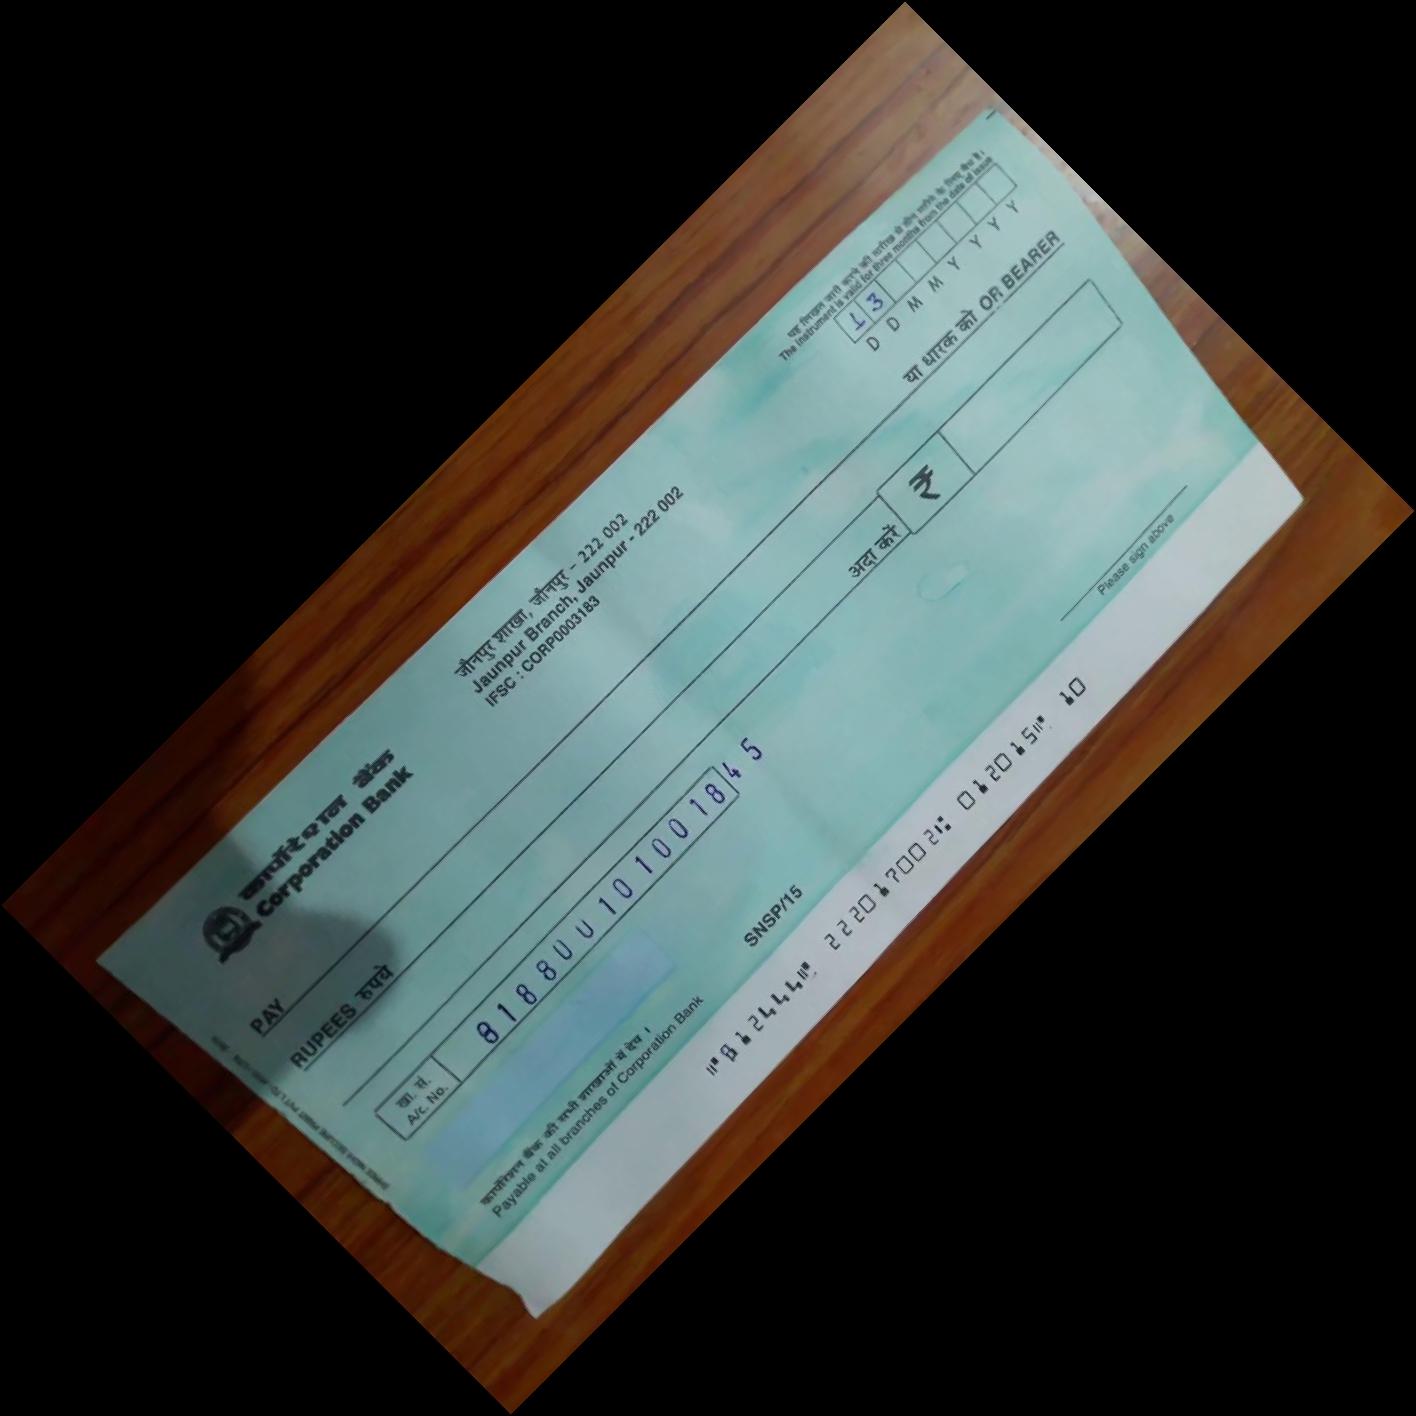 कार्पोरेशन बैंक
Corporation Bank
जौनपुर शाखा, जौनपुर - 222 002
Jaunpur Branch, Jaunpur - 222 002
IFSC : CORP0003183
यह लिखत जारी करने की तारीख से तीन महीने के लिए वैध है।
The instrument is valid for three months from the date of issue
1 3
D D M M Y Y Y Y
PAY
या धारक को OR BEARER
RUPEES रुपये
अदा करें
₹
खा. सं.
A/c. No.
818800101001845
कार्पोरेशन बैंक की सभी शाखाओं में देय ।
Payable at all branches of Corporation Bank
SNSP/15
Please sign above
⑈812444⑈ 222017002⑆ 012015⑈ 10